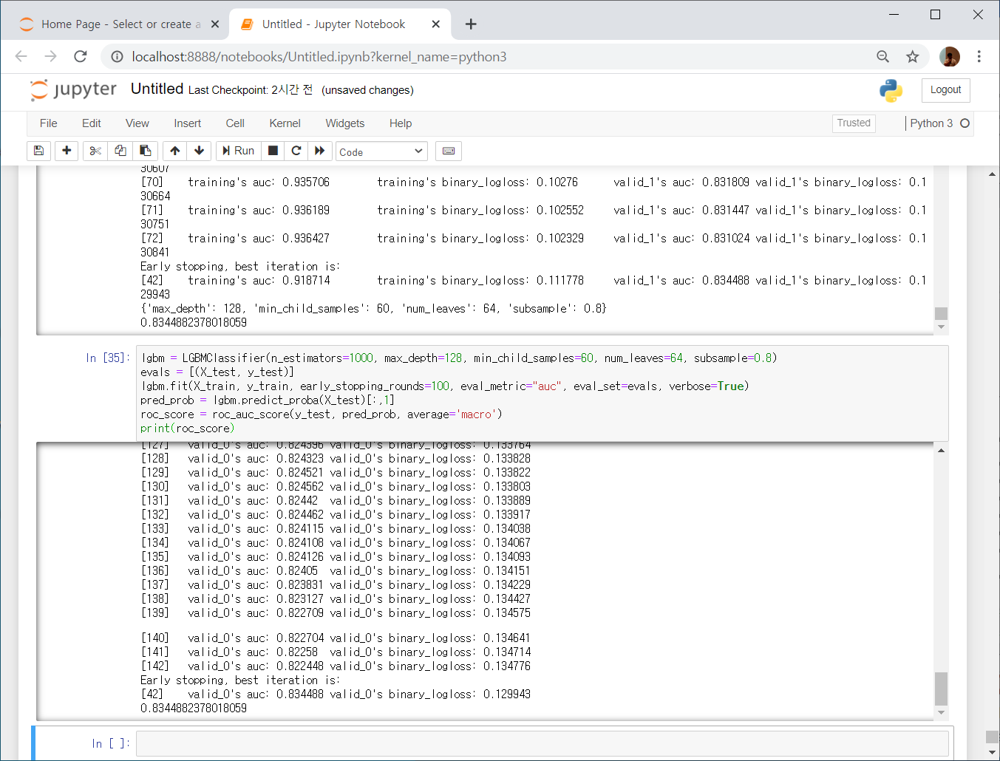 Home Page - Select or create a
Untitled - Jupyter Notebook
localhost:8888/notebooks/Untitled.ipynb?kernel_name=python3
jupyter Untitled Last Checkpoint: 2시간 전 (unsaved changes)
Logout
File Edit View Insert Cell Kernel Widgets Help
Trusted
Python 3
Run
Code
30607
[70] training's auc: 0.935706 training's binary_logloss: 0.10276 valid_1's auc: 0.831809 valid_1's binary_logloss: 0.1
30664
[71] training's auc: 0.936189 training's binary_logloss: 0.102552 valid_1's auc: 0.831447 valid_1's binary_logloss: 0.1
30751
[72] training's auc: 0.936427 training's binary_logloss: 0.102329 valid_1's auc: 0.831024 valid_1's binary_logloss: 0.1
30841
Early stopping, best iteration is:
[42] training's auc: 0.918714 training's binary_logloss: 0.111778 valid_1's auc: 0.834488 valid_1's binary_logloss: 0.1
29943
{'max_depth': 128, 'min_child_samples': 60, 'num_leaves': 64, 'subsample': 0.8}
0.8344882378018059
In [35]:
lgbm = LGBMClassifier(n_estimators=1000, max_depth=128, min_child_samples=60, num_leaves=64, subsample=0.8)
evals = [(X_test, y_test)]
lgbm.fit(X_train, y_train, early_stopping_rounds=100, eval_metric="auc", eval_set=evals, verbose=True)
pred_prob = lgbm.predict_proba(X_test)[:,1]
roc_score = roc_auc_score(y_test, pred_prob, average='macro')
print(roc_score)
[127] valid_0's auc: 0.824396 valid_0's binary_logloss: 0.133764
[128] valid_0's auc: 0.824323 valid_0's binary_logloss: 0.133828
[129] valid_0's auc: 0.824521 valid_0's binary_logloss: 0.133822
[130] valid_0's auc: 0.824562 valid_0's binary_logloss: 0.133803
[131] valid_0's auc: 0.82442 valid_0's binary_logloss: 0.133889
[132] valid_0's auc: 0.824462 valid_0's binary_logloss: 0.133917
[133] valid_0's auc: 0.824115 valid_0's binary_logloss: 0.134038
[134] valid_0's auc: 0.824108 valid_0's binary_logloss: 0.134067
[135] valid_0's auc: 0.824126 valid_0's binary_logloss: 0.134093
[136] valid_0's auc: 0.82405 valid_0's binary_logloss: 0.134151
[137] valid_0's auc: 0.823831 valid_0's binary_logloss: 0.134229
[138] valid_0's auc: 0.823127 valid_0's binary_logloss: 0.134427
[139] valid_0's auc: 0.822709 valid_0's binary_logloss: 0.134575
[140] valid_0's auc: 0.822704 valid_0's binary_logloss: 0.134641
[141] valid_0's auc: 0.82258 valid_0's binary_logloss: 0.134714
[142] valid_0's auc: 0.822448 valid_0's binary_logloss: 0.134776
Early stopping, best iteration is:
[42] valid_0's auc: 0.834488 valid_0's binary_logloss: 0.129943
0.8344882378018059
In [ ]: